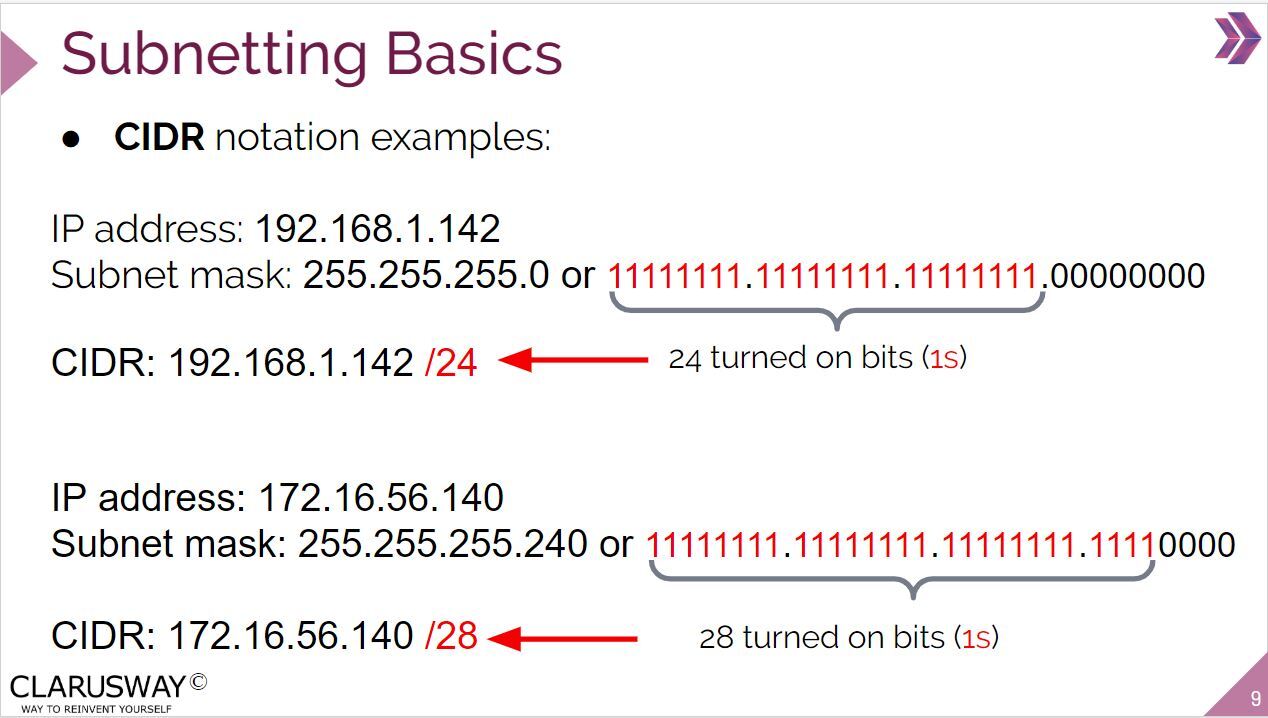 Subnetting Basics
● CIDR notation examples:
IP address: 192.168.1.142
Subnet mask: 255.255.255.0 or 11111111.11111111.11111111.00000000
CIDR: 192.168.1.142 /24
24 turned on bits (1s)
IP address: 172.16.56.140
Subnet mask: 255.255.255.240 or 11111111.11111111.11111111.11110000
CIDR: 172.16.56.140 /28
28 turned on bits (1s)
CLARUSWAY©
WAY TO REINVENT YOURSELF
9